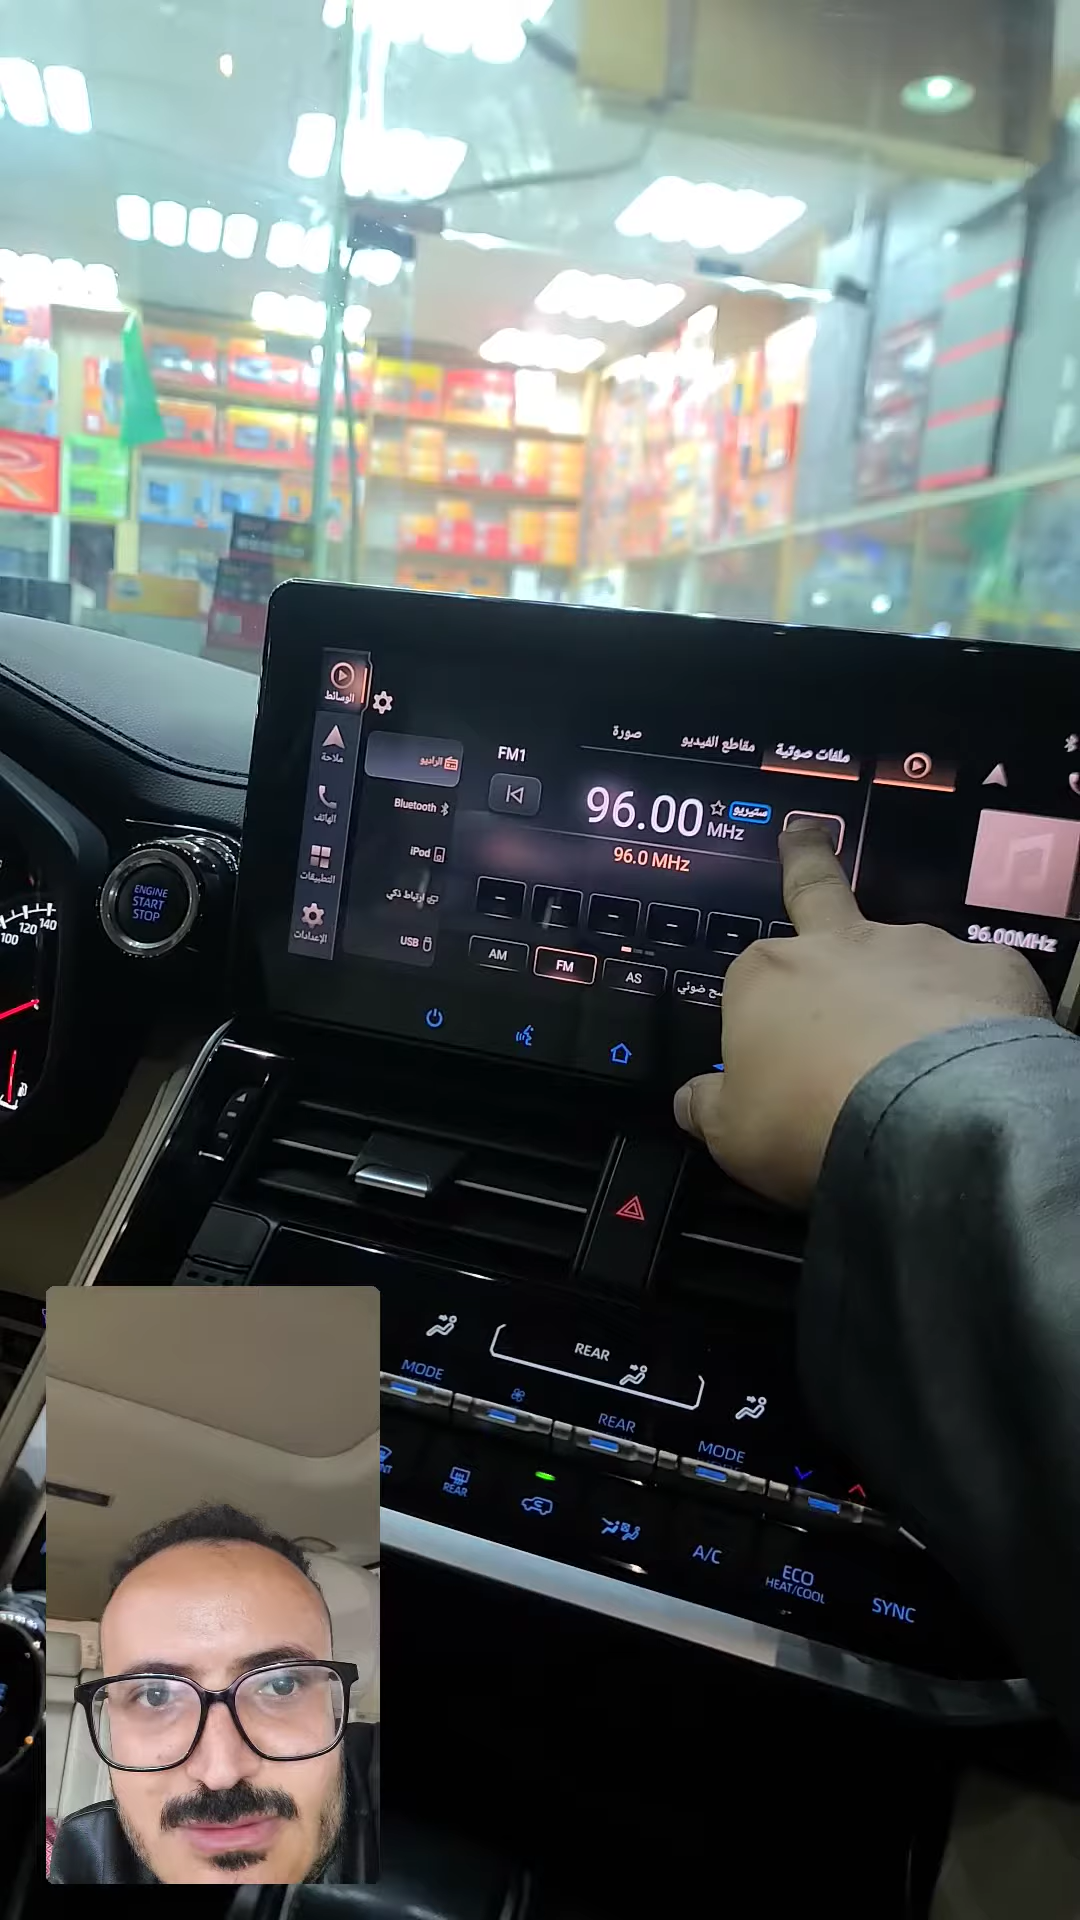 الوسائط
ملاحة
الهاتف
التطبيقات
الإعدادات
الراديو
Bluetooth
iPod
ارتباط ذكي
USB
صورة
مقاطع الفيديو
ملفات صوتية
FM1
96.00 MHz
ستيريو
96.0 MHz
AM
FM
AS
96.00MHz
ENGINE
START
STOP
100
120
140
REAR
MODE
REAR
MODE
REAR
A/C
ECO
HEAT/COOL
SYNC